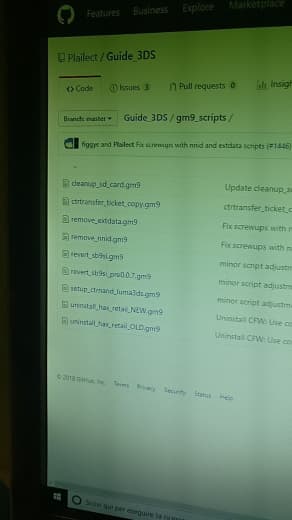 Features Business Explore Marketplace
Plailect / Guide_3DS
Code Issues 3 Pull requests 0 Insigh
Branch: master Guide_3DS / gm9_scripts /
figgyc and Plailect Fix screwups with nnid and extdata scripts (#1446)
..
cleanup_sd_card.gm9 Update cleanup_s
ctrtransfer_ticket_copy.gm9 ctrtransfer_ticket_c
remove_extdata.gm9 Fix screwups with n
remove_nnid.gm9 Fix screwups with n
revert_sb9si.gm9 minor script adjustm
revert_sb9si_pre0.0.7.gm9 minor script adjustm
setup_ctrnand_luma3ds.gm9 minor script adjustm
uninstall_hax_retail_NEW.gm9 Uninstall CFW: Use co
uninstall_hax_retail_OLD.gm9 Uninstall CFW: Use co
© 2018 GitHub, Inc. Terms Privacy Security Status Help
Scrivi qui per eseguire la